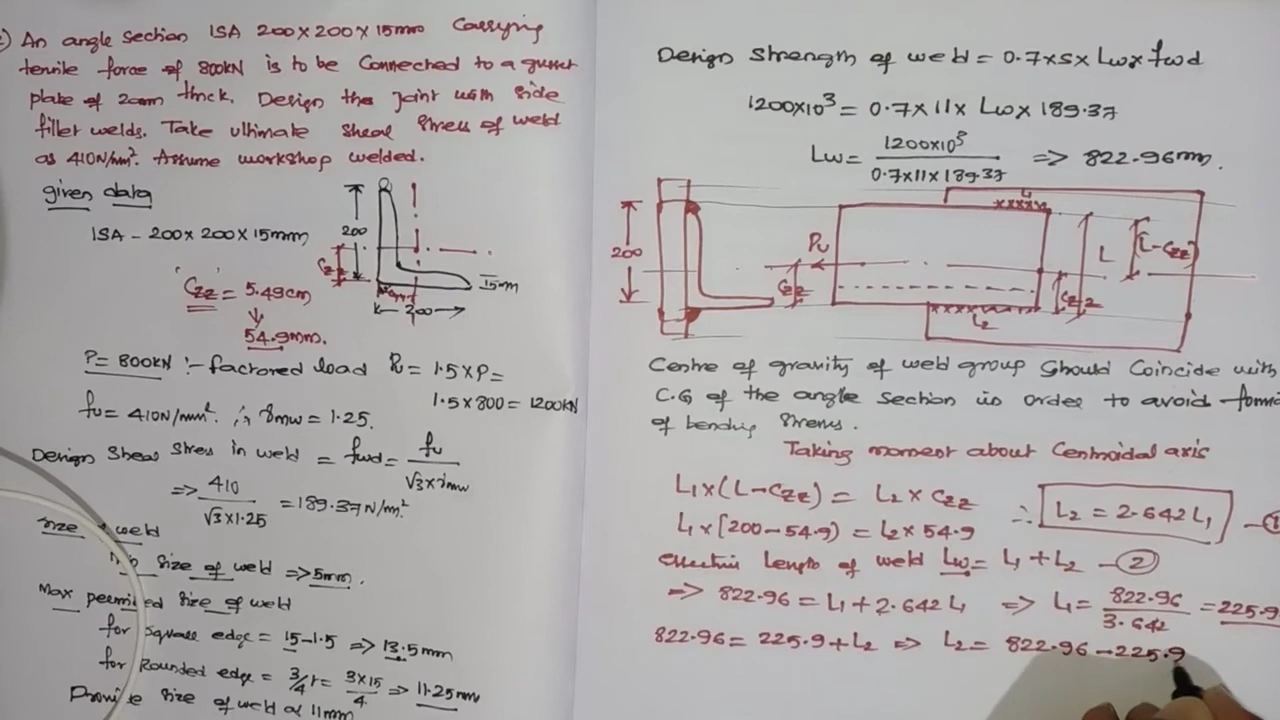 An angle section ISA 200×200×15mm Carrying
tensile force of 800kN is to be Connected to a gusset
plate of 20mm thick. Design the Joint with side
fillet welds. Take ultimate shear stress of weld
as 410N/mm². Assume workshop welded.
given data
ISA - 200×200×15mm
200
Czz
15mm
200
Czz = 5.49cm
54.9mm.
P = 800kN :- factored load Pu = 1.5×P =
1.5×800 = 1200KN
fu = 410N/mm². ∴ γmw = 1.25.
Design Shear Stress in weld = fwd = fu/√3×γmw
=> 410/√3×1.25 = 189.37N/mm².
size of weld
size of weld => 5mm.
Max permitted size of weld
for square edge = 15-1.5 => 13.5mm
for Rounded edge = 3/4 t = 3×15/4 => 11.25mm
Provide size of weld as 11mm
Design Strength of weld = 0.7×s×Lw×fwd
1200×10³ = 0.7×11×Lw×189.37
Lw = 1200×10³/0.7×11×189.37 => 822.96mm.
L1
200
Pu
Czz
L
(L-Czz)
Czz
L2
Centre of gravity of weld group should Coincide with
C.G of the angle section in order to avoid
of bending stress.
Taking moment about Centroidal axis
L1×(L-Czz) = L2×Czz ∴ L2 = 2.642L1 - ①
L1×[200-54.9) = L2×54.9
effective length of weld Lw = L1+L2 - ②
=> 822.96 = L1+2.642 L1 => L1 = 822.96/3.642 = 225.9
822.96 = 225.9+L2 => L2 = 822.96-225.9